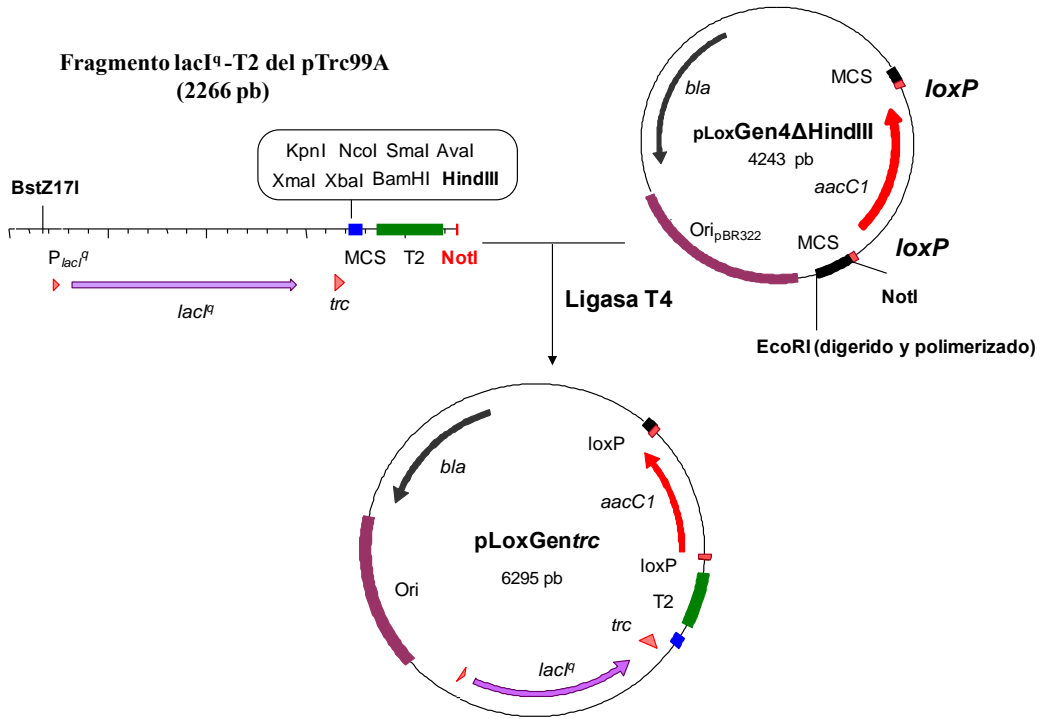 Fragmento lacIq -T2 del pTrc99A
(2266 pb)
KpnI NcoI SmaI AvaI
XmaI XbaI BamHI HindIII
BstZ17I
PlacIq
MCS T2 NotI
lacIq
trc
bla
MCS
loxP
pLoxGen4ΔHindIII
4243 pb
aacC1
OripBR322
MCS
loxP
NotI
EcoRI (digerido y polimerizado)
Ligasa T4
loxP
bla
aacC1
pLoxGentrc
6295 pb
Ori
loxP
T2
trc
lacIq